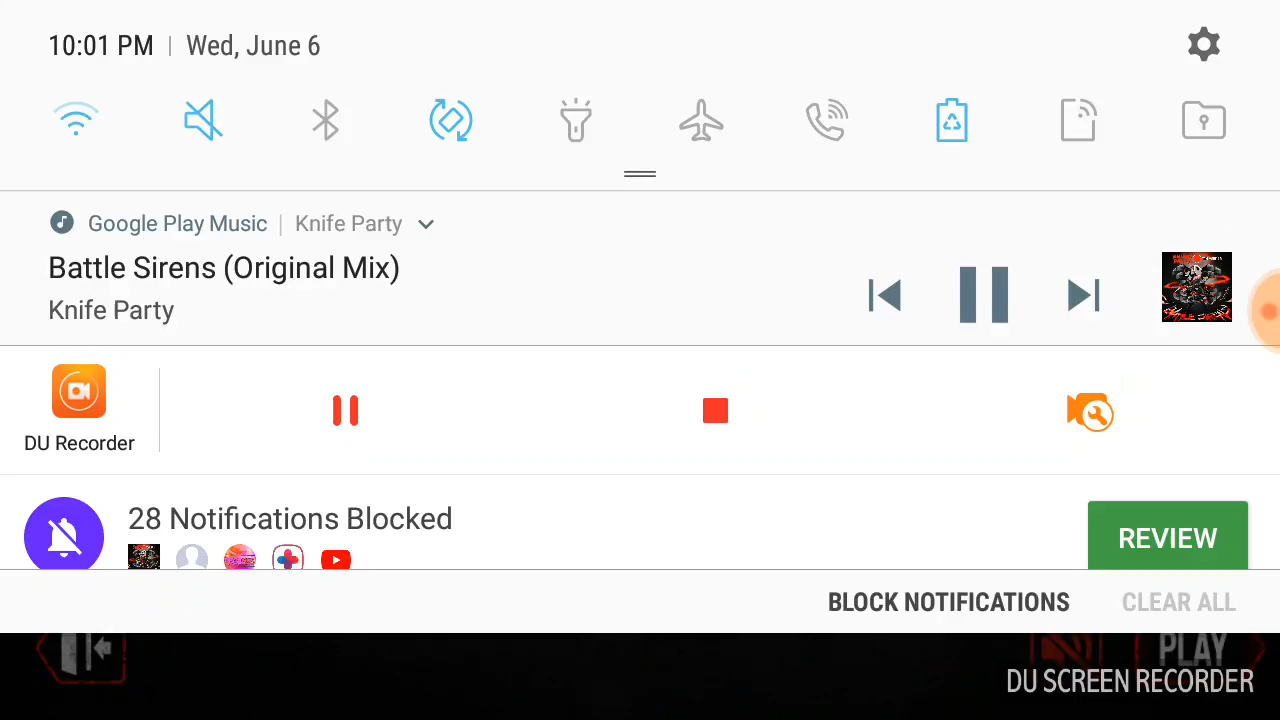 10:01 PM | Wed, June 6
Google Play Music | Knife Party
Battle Sirens (Original Mix)
Knife Party
DU Recorder
28 Notifications Blocked
REVIEW
BLOCK NOTIFICATIONS CLEAR ALL
PLAY
DU SCREEN RECORDER